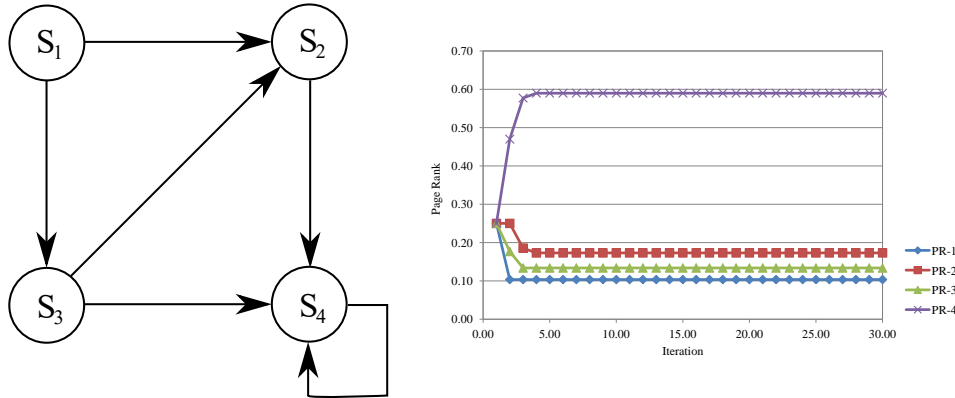 S1
S2
S3
S4
0.70
0.60
0.50
0.40
0.30
0.20
0.10
0.00
Page Rank
0.00 5.00 10.00 15.00 20.00 25.00 30.00
Iteration
PR-1
PR-2
PR-3
PR-4